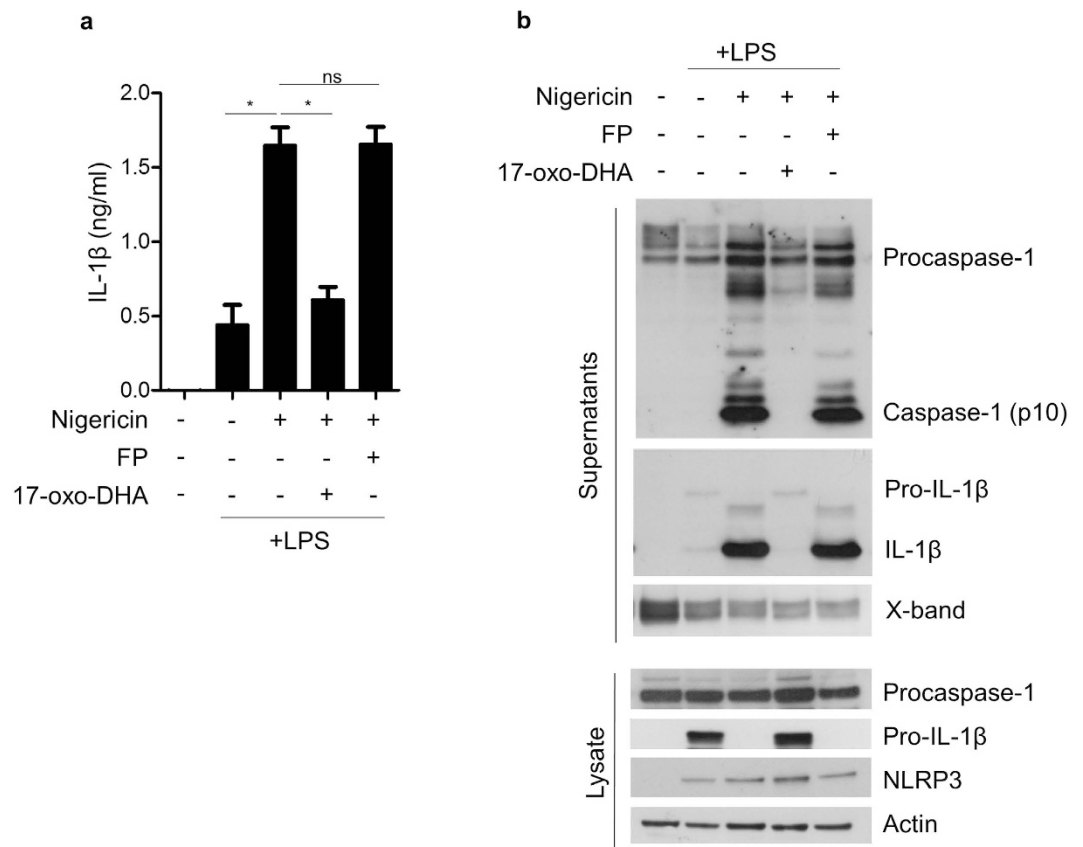 a
ns
* *
2.0
1.5
1.0
0.5
0.0
IL-1β (ng/ml)
Nigericin - - + + +
FP - - - - +
17-oxo-DHA - - - + -
+LPS
b
+LPS
Nigericin - - + + +
FP - - - - +
17-oxo-DHA - - - + -
Supernatants
Procaspase-1
Caspase-1 (p10)
Pro-IL-1β
IL-1β
X-band
Lysate
Procaspase-1
Pro-IL-1β
NLRP3
Actin